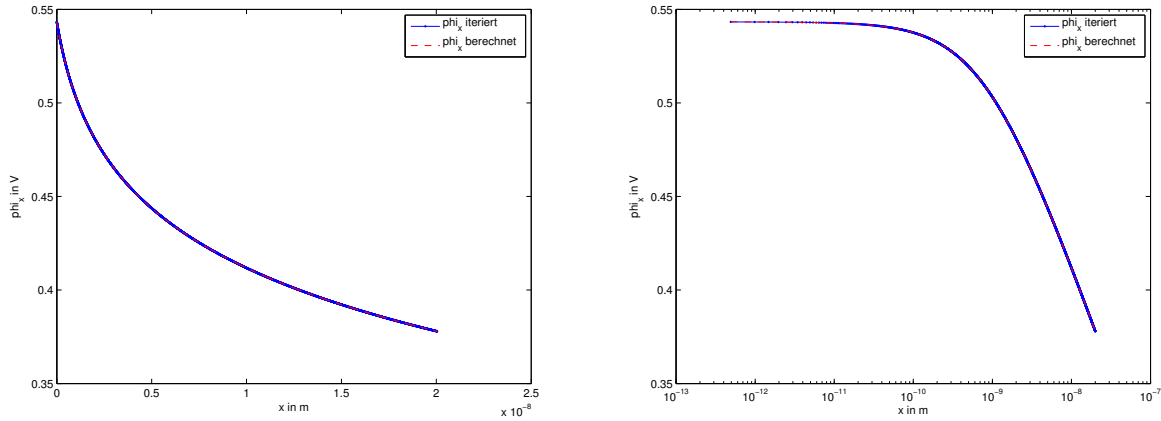 0.55
0.5
0.45
0.4
0.35
phi_x in V
0 0.5 1 1.5 2 2.5
x 10^-8
x in m
phi_x iteriert
phi_x berechnet
0.55
0.5
0.45
0.4
0.35
phi_x in V
10^-13 10^-12 10^-11 10^-10 10^-9 10^-8 10^-7
x in m
phi_x iteriert
phi_x berechnet